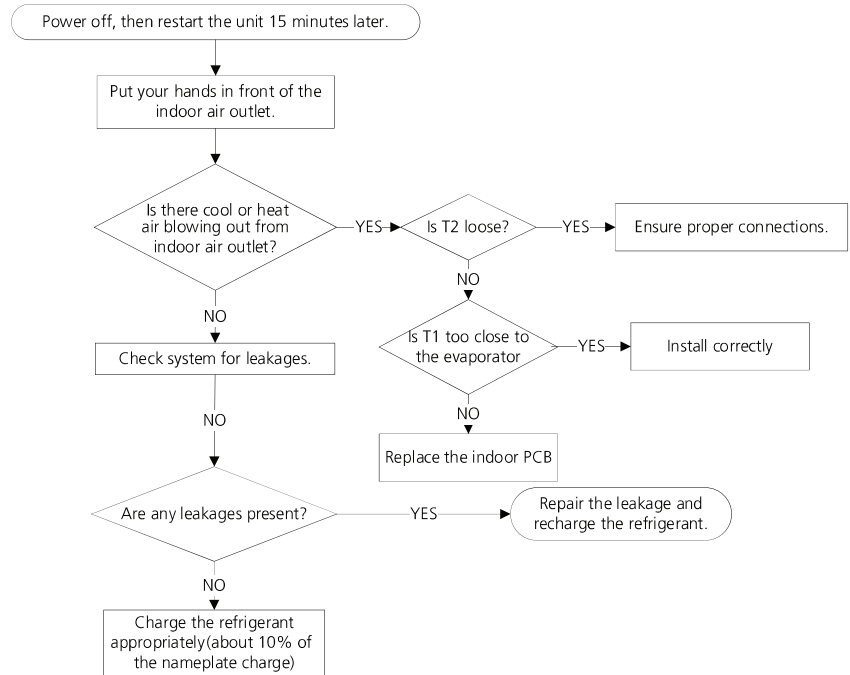 Power off, then restart the unit 15 minutes later.
Put your hands in front of the
indoor air outlet.
Is there cool or heat
air blowing out from
indoor air outlet?
YES
Is T2 loose?
YES
Ensure proper connections.
NO
Is T1 too close to
the evaporator
YES
Install correctly
NO
Replace the indoor PCB
NO
Check system for leakages.
NO
Are any leakages present?
YES
Repair the leakage and
recharge the refrigerant.
NO
Charge the refrigerant
appropriately(about 10% of
the nameplate charge)